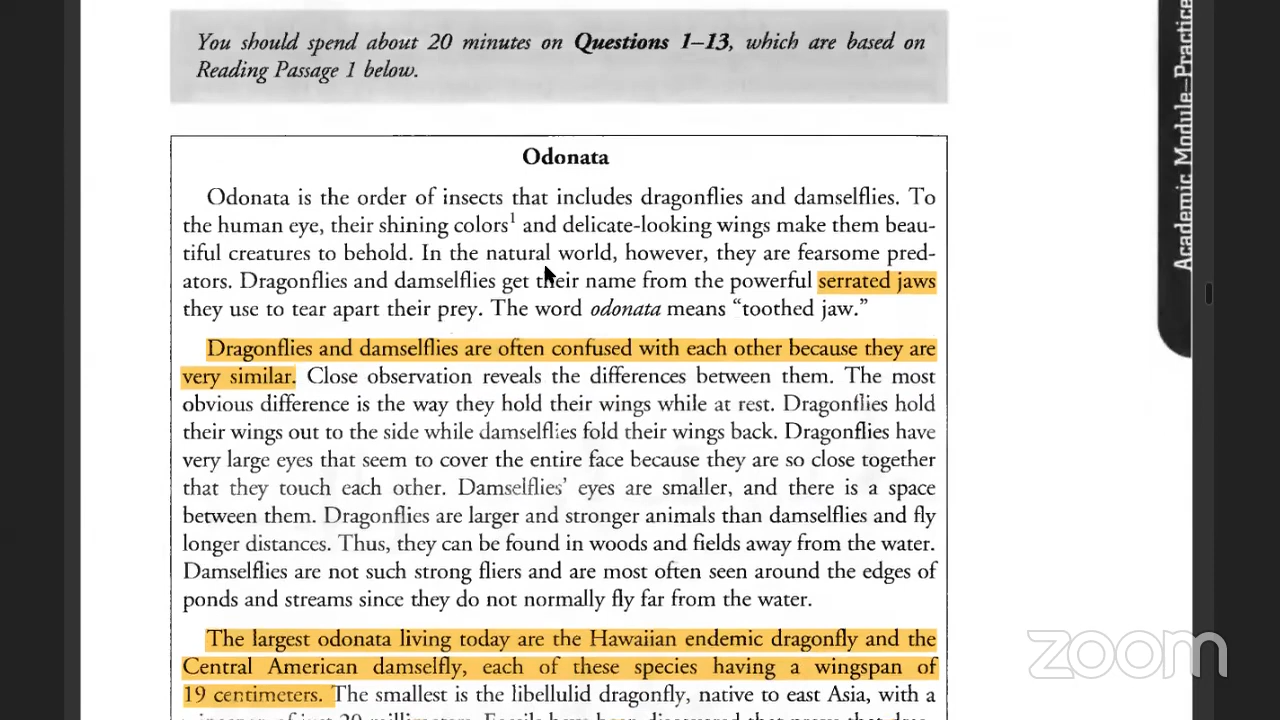 You should spend about 20 minutes on Questions 1–13, which are based on
Reading Passage 1 below.
Academic Module–Practice
Odonata
Odonata is the order of insects that includes dragonflies and damselflies. To
the human eye, their shining colors¹ and delicate-looking wings make them beau-
tiful creatures to behold. In the natural world, however, they are fearsome pred-
ators. Dragonflies and damselflies get their name from the powerful serrated jaws
they use to tear apart their prey. The word odonata means “toothed jaw.”
Dragonflies and damselflies are often confused with each other because they are
very similar. Close observation reveals the differences between them. The most
obvious difference is the way they hold their wings while at rest. Dragonflies hold
their wings out to the side while damselflies fold their wings back. Dragonflies have
very large eyes that seem to cover the entire face because they are so close together
that they touch each other. Damselflies’ eyes are smaller, and there is a space
between them. Dragonflies are larger and stronger animals than damselflies and fly
longer distances. Thus, they can be found in woods and fields away from the water.
Damselflies are not such strong fliers and are most often seen around the edges of
ponds and streams since they do not normally fly far from the water.
The largest odonata living today are the Hawaiian endemic dragonfly and the
Central American damselfly, each of these species having a wingspan of
19 centimeters. The smallest is the libellulid dragonfly, native to east Asia, with a
zoom